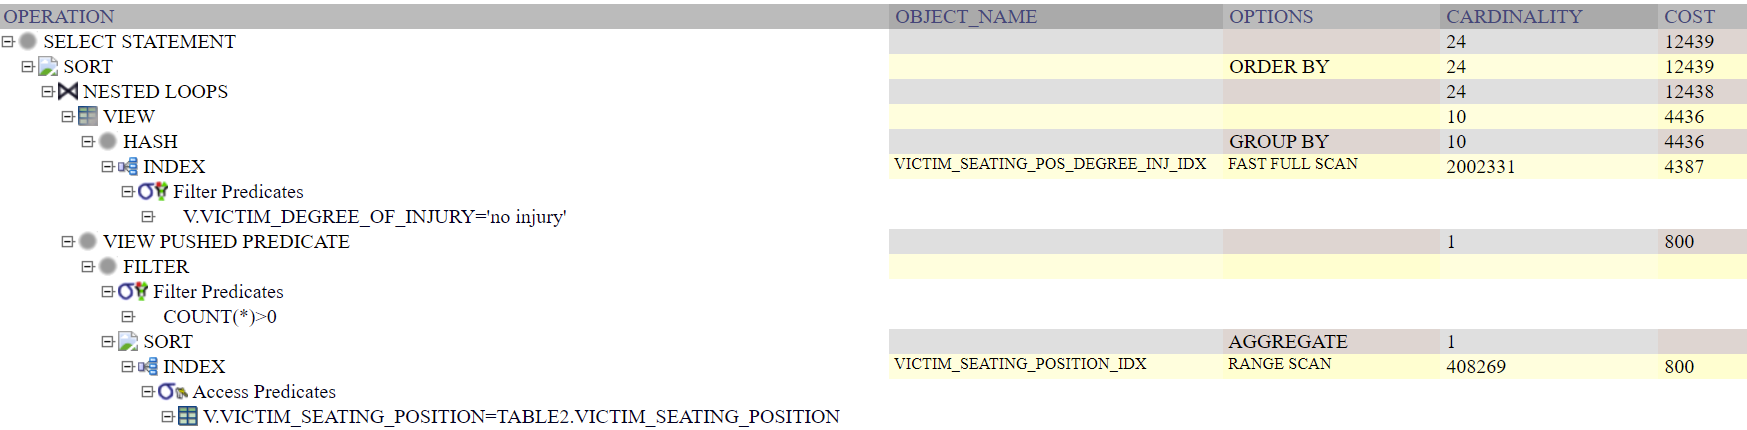 OPERATION OBJECT_NAME OPTIONS CARDINALITY COST
SELECT STATEMENT 24 12439
SORT ORDER BY 24 12439
NESTED LOOPS 24 12438
VIEW 10 4436
HASH GROUP BY 10 4436
INDEX VICTIM_SEATING_POS_DEGREE_INJ_IDX FAST FULL SCAN 2002331 4387
Filter Predicates
V.VICTIM_DEGREE_OF_INJURY='no injury'
VIEW PUSHED PREDICATE 1 800
FILTER
Filter Predicates
COUNT(*)>0
SORT AGGREGATE 1
INDEX VICTIM_SEATING_POSITION_IDX RANGE SCAN 408269 800
Access Predicates
V.VICTIM_SEATING_POSITION=TABLE2.VICTIM_SEATING_POSITION